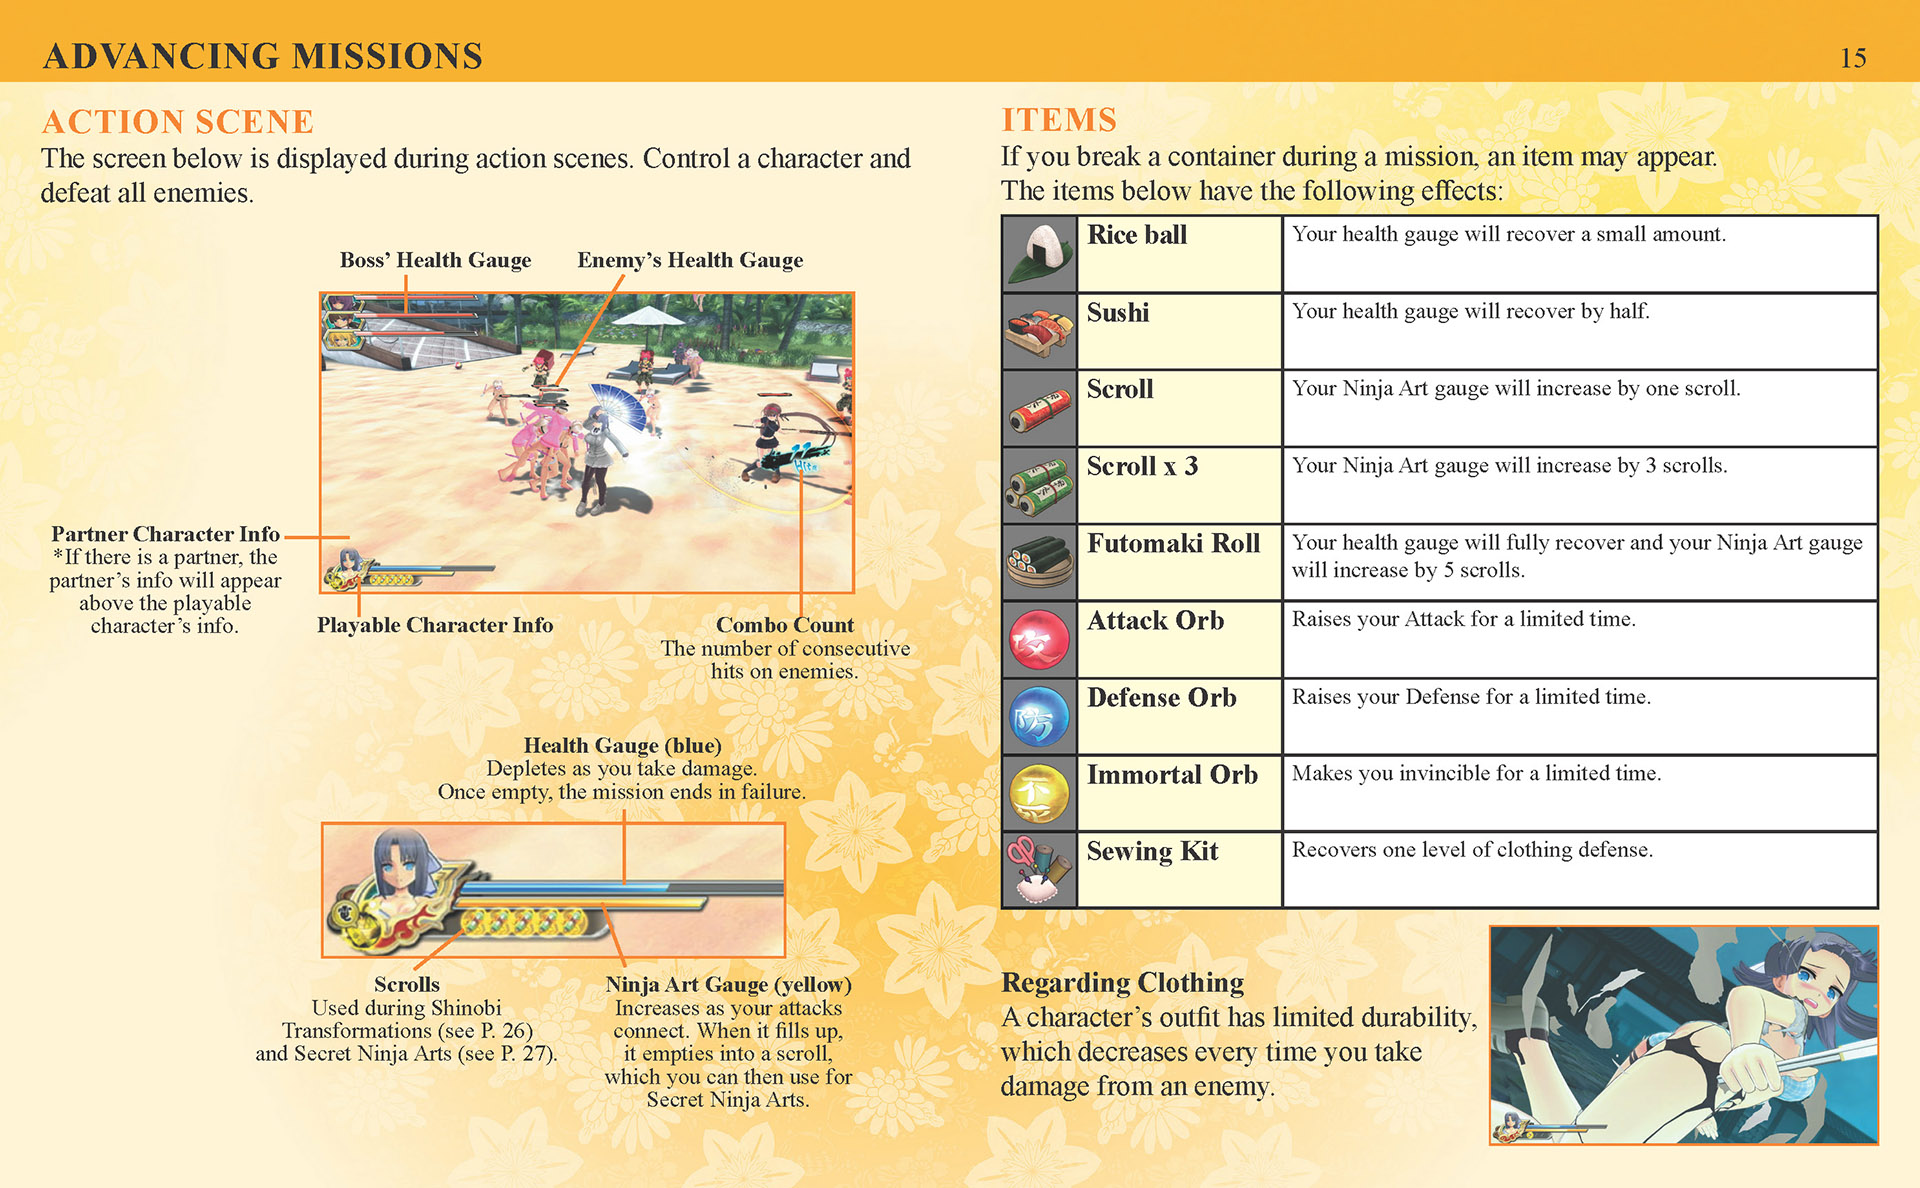 ADVANCING MISSIONS
15
ACTION SCENE
The screen below is displayed during action scenes. Control a character and
defeat all enemies.
Boss’ Health Gauge
Enemy’s Health Gauge
Hits
Partner Character Info
*If there is a partner, the
partner’s info will appear
above the playable
character’s info.
Playable Character Info
Combo Count
The number of consecutive
hits on enemies.
Health Gauge (blue)
Depletes as you take damage.
Once empty, the mission ends in failure.
Scrolls
Used during Shinobi
Transformations (see P. 26)
and Secret Ninja Arts (see P. 27).
Ninja Art Gauge (yellow)
Increases as your attacks
connect. When it fills up,
it empties into a scroll,
which you can then use for
Secret Ninja Arts.
ITEMS
If you break a container during a mission, an item may appear.
The items below have the following effects:
Rice ball
Your health gauge will recover a small amount.
Sushi
Your health gauge will recover by half.
Scroll
Your Ninja Art gauge will increase by one scroll.
Scroll x 3
Your Ninja Art gauge will increase by 3 scrolls.
Futomaki Roll
Your health gauge will fully recover and your Ninja Art gauge
will increase by 5 scrolls.
攻
Attack Orb
Raises your Attack for a limited time.
防
Defense Orb
Raises your Defense for a limited time.
Immortal Orb
Makes you invincible for a limited time.
Sewing Kit
Recovers one level of clothing defense.
Regarding Clothing
A character’s outfit has limited durability,
which decreases every time you take
damage from an enemy.